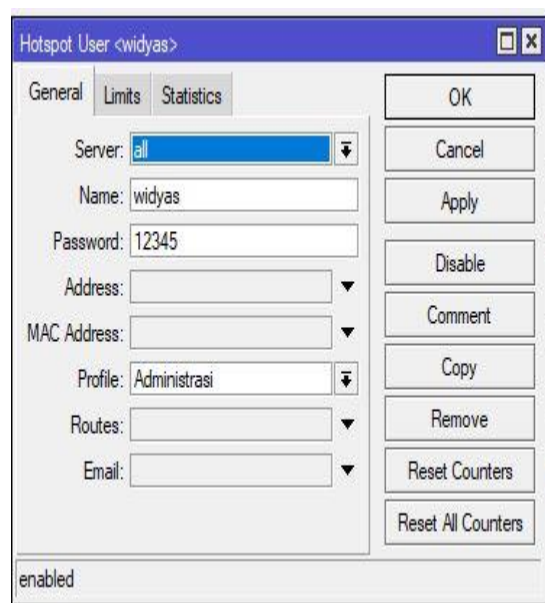 Hotspot User <widyas>
General Limits Statistics
Server: all
Name: widyas
Password: 12345
Address:
MAC Address:
Profile: Administrasi
Routes:
Email:
OK
Cancel
Apply
Disable
Comment
Copy
Remove
Reset Counters
Reset All Counters
enabled